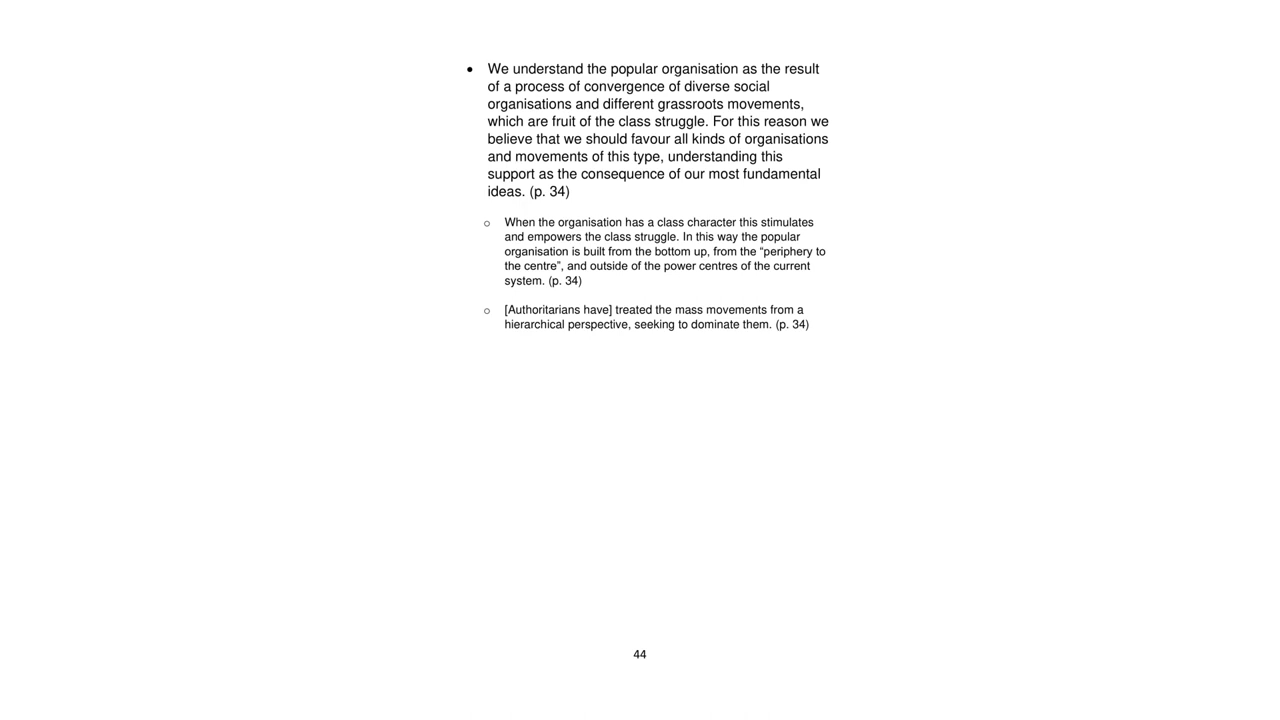 • We understand the popular organisation as the result
of a process of convergence of diverse social
organisations and different grassroots movements,
which are fruit of the class struggle. For this reason we
believe that we should favour all kinds of organisations
and movements of this type, understanding this
support as the consequence of our most fundamental
ideas. (p. 34)
o When the organisation has a class character this stimulates
and empowers the class struggle. In this way the popular
organisation is built from the bottom up, from the “periphery to
the centre”, and outside of the power centres of the current
system. (p. 34)
o [Authoritarians have] treated the mass movements from a
hierarchical perspective, seeking to dominate them. (p. 34)
44